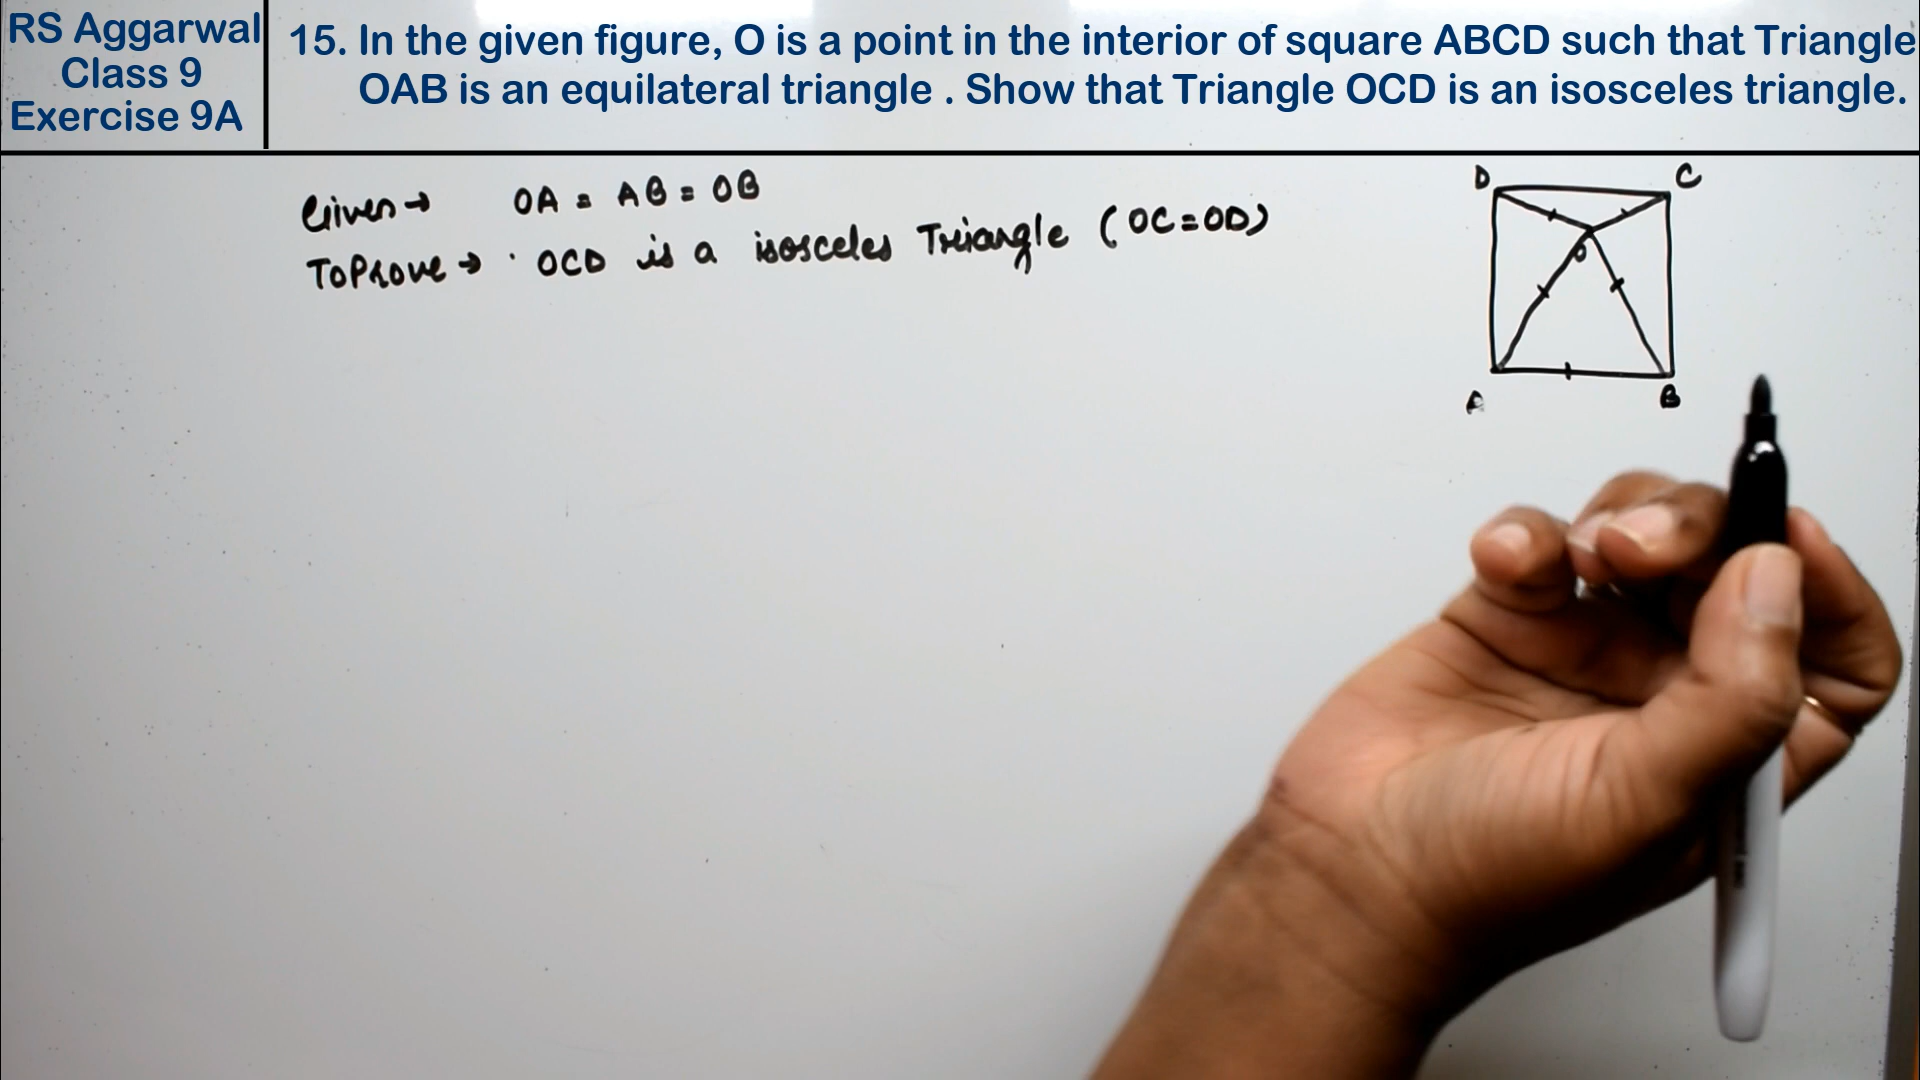 RS Aggarwal
Class 9
Exercise 9A
15. In the given figure, O is a point in the interior of square ABCD such that Triangle
OAB is an equilateral triangle . Show that Triangle OCD is an isosceles triangle.
Given → OA = AB = OB
To Prove → OCD is a isosceles Triangle (OC=OD)
D C
O
A B